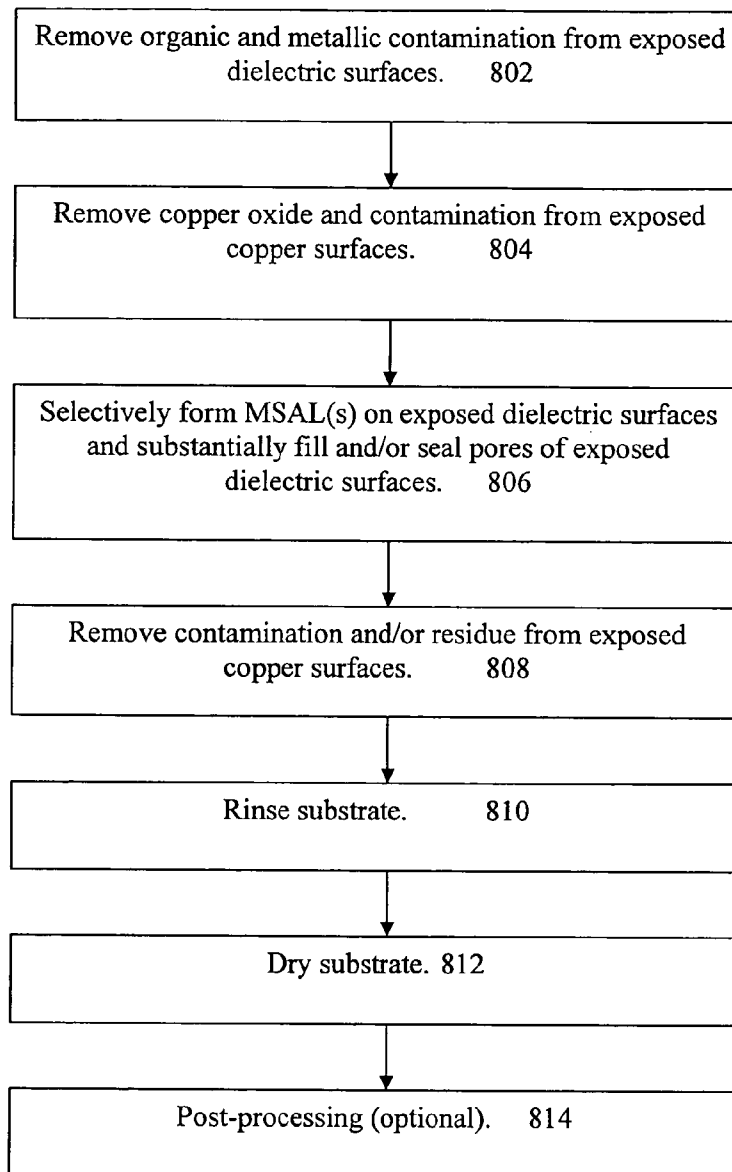 Remove organic and metallic contamination from exposed
dielectric surfaces. 802
Remove copper oxide and contamination from exposed
copper surfaces. 804
Selectively form MSAL(s) on exposed dielectric surfaces
and substantially fill and/or seal pores of exposed
dielectric surfaces. 806
Remove contamination and/or residue from exposed
copper surfaces. 808
Rinse substrate. 810
Dry substrate. 812
Post-processing (optional). 814